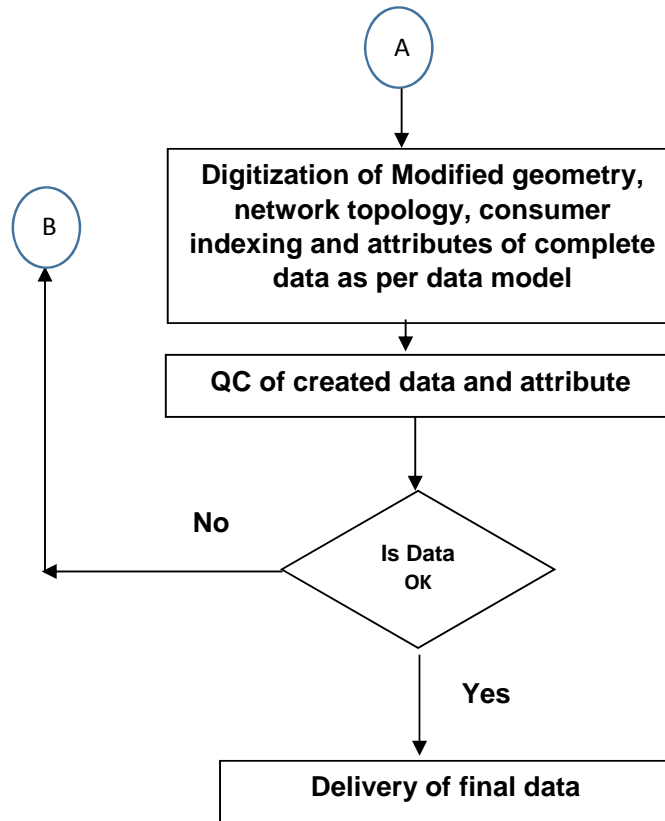 A
Digitization of Modified geometry,
network topology, consumer
indexing and attributes of complete
data as per data model
B
QC of created data and attribute
No
Is Data
OK
Yes
Delivery of final data